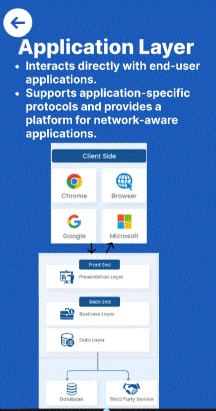 Application Layer
• Interacts directly with end-user
applications.
• Supports application-specific
protocols and provides a
platform for network-aware
applications.
Client Side
Chrome
Browser
Google
Microsoft
Front End
Presentation Layer
Back End
Business Layer
Data Layer
Database
Third Party Service